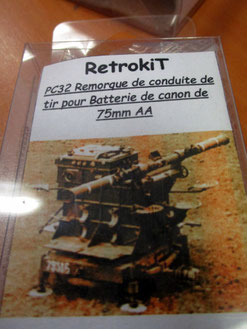 RetrokiT
PC32 Remorque de conduite de
tir pour Batterie de canon de
75mm AA